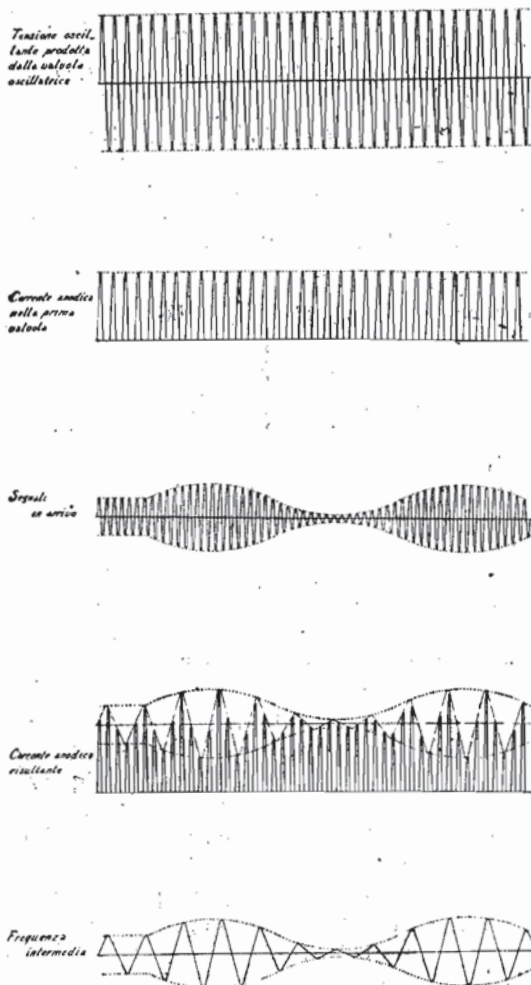 Tensione oscil-
lante prodotta
dalla valvola
oscillatrice
Corrente anodica
nella prima
valvola
Segnali
in arrivo
Corrente anodica
risultante
Frequenza
intermedia